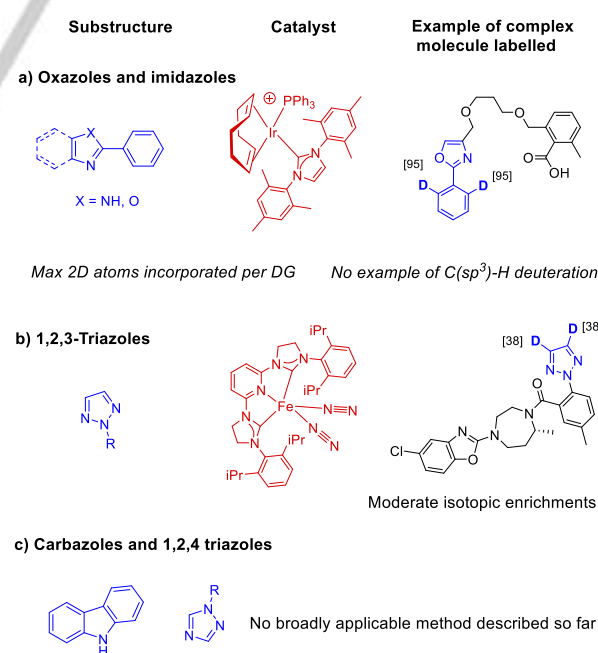 Substructure Catalyst Example of complex
molecule labelled
a) Oxazoles and imidazoles
⊕
PPh3
Ir
N N
X
N
X = NH, O
O O
O N
[95] [95]
D D
O OH
Max 2D atoms incorporated per DG No example of C(sp3)-H deuteration
b) 1,2,3-Triazoles
N N
N
R
iPr
N N
iPr
N Fe N≡N
N≡N
N N iPr
iPr
[38] D D [38
N N
N
O
N
N N
O
Cl
Moderate isotopic enrichments
c) Carbazoles and 1,2,4 triazoles
N
H
R
N
N N
No broadly applicable method described so far